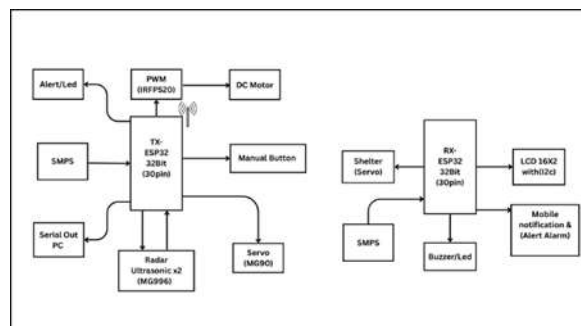 Alert/Led
PWM
(IRFP520)
DC Motor
TX-
ESP32
32Bit
(30pin)
SMPS
Manual Button
Serial Out
PC
Radar
Ultrasonic x2
(MG996)
Servo
(MG90)
RX-
ESP32
32Bit
(30pin)
Shelter
(Servo)
LCD 16X2
with(I2c)
SMPS
Buzzer/Led
Mobile
notification &
(Alert Alarm)